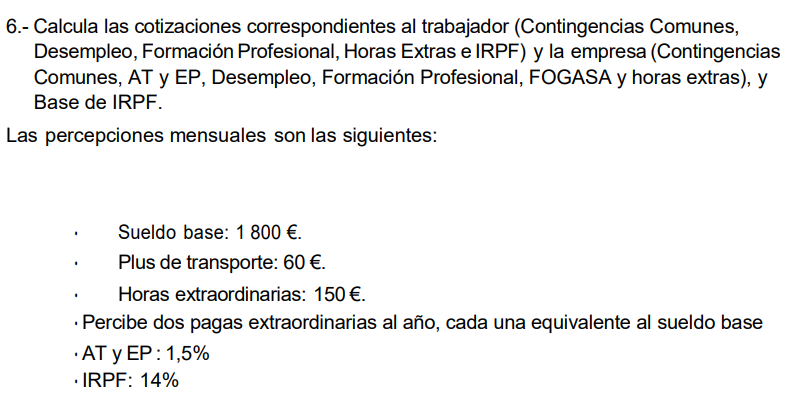 6.- Calcula las cotizaciones correspondientes al trabajador (Contingencias Comunes,
Desempleo, Formación Profesional, Horas Extras e IRPF) y la empresa (Contingencias
Comunes, AT y EP, Desempleo, Formación Profesional, FOGASA y horas extras), y
Base de IRPF.
Las percepciones mensuales son las siguientes:
· Sueldo base: 1 800 €.
· Plus de transporte: 60 €.
· Horas extraordinarias: 150 €.
· Percibe dos pagas extraordinarias al año, cada una equivalente al sueldo base
· AT y EP : 1,5%
· IRPF: 14%